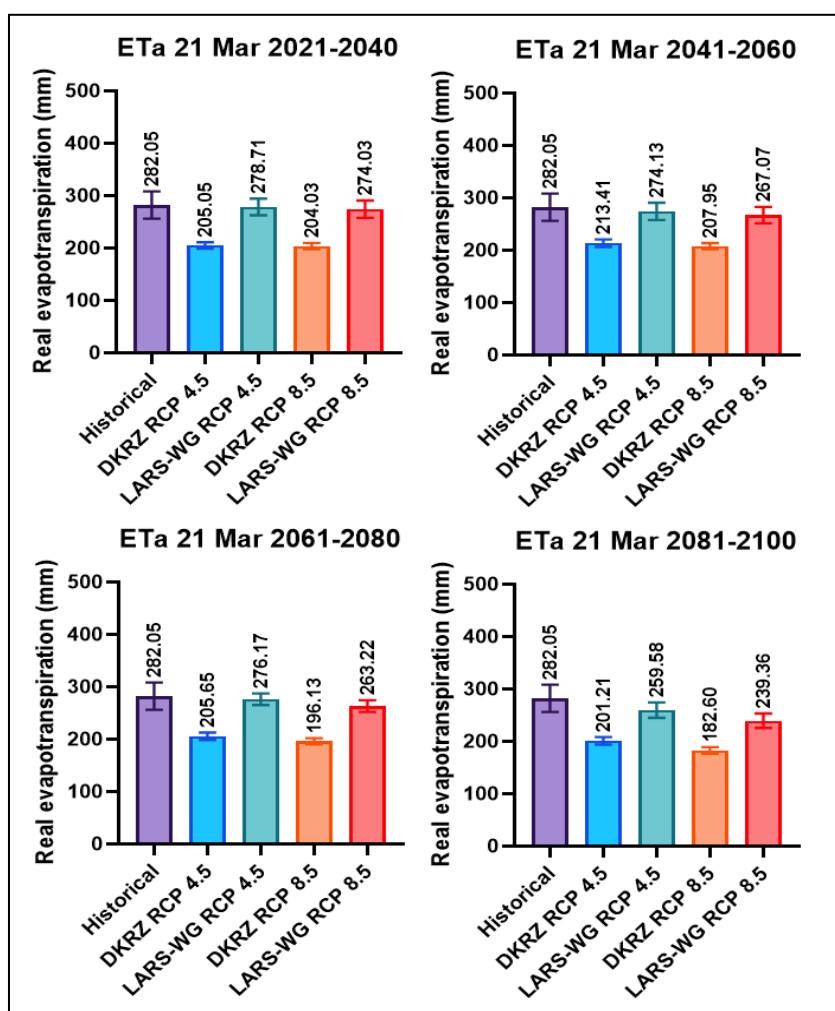 ETa 21 Mar 2021-2040
Real evapotranspiration (mm)
500
400
300
200
100
0
282.05
205.05
278.71
204.03
274.03
Historical
DKRZ RCP 4.5
LARS-WG RCP 4.5
DKRZ RCP 8.5
LARS-WG RCP 8.5
ETa 21 Mar 2041-2060
Real evapotranspiration (mm)
500
400
300
200
100
0
282.05
213.41
274.13
207.95
267.07
Historical
DKRZ RCP 4.5
LARS-WG RCP 4.5
DKRZ RCP 8.5
LARS-WG RCP 8.5
ETa 21 Mar 2061-2080
Real evapotranspiration (mm)
500
400
300
200
100
0
282.05
205.65
276.17
196.13
263.22
Historical
DKRZ RCP 4.5
LARS-WG RCP 4.5
DKRZ RCP 8.5
LARS-WG RCP 8.5
ETa 21 Mar 2081-2100
Real evapotranspiration (mm)
500
400
300
200
100
0
282.05
201.21
259.58
182.60
239.36
Historical
DKRZ RCP 4.5
LARS-WG RCP 4.5
DKRZ RCP 8.5
LARS-WG RCP 8.5